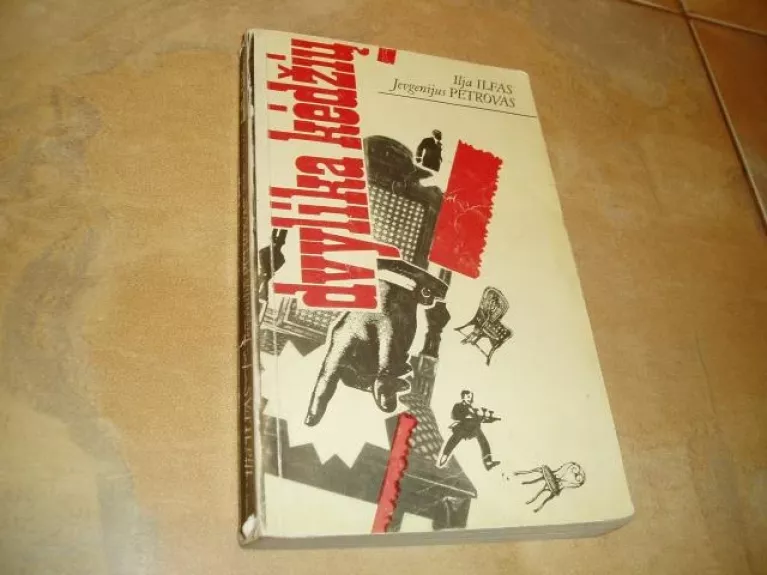 Ilja ILFAS
Jevgenijus PETROVAS
dvylika kėdžių